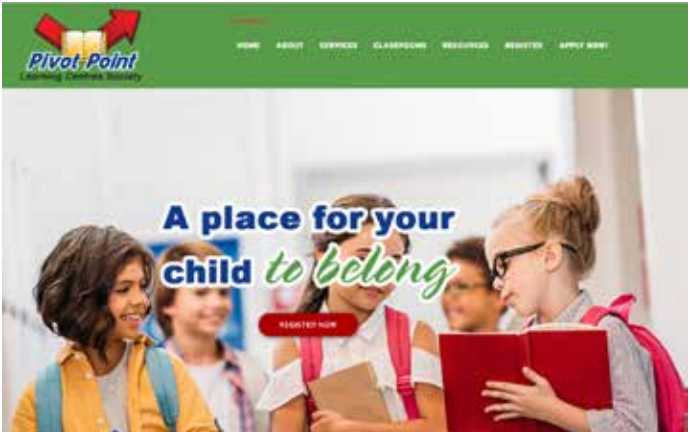 Pivot Point
Learning Centres Society
HOME ABOUT SERVICES CLASSROOMS RESOURCES REGISTER APPLY NOW!
A place for your
child to belong
REGISTER NOW